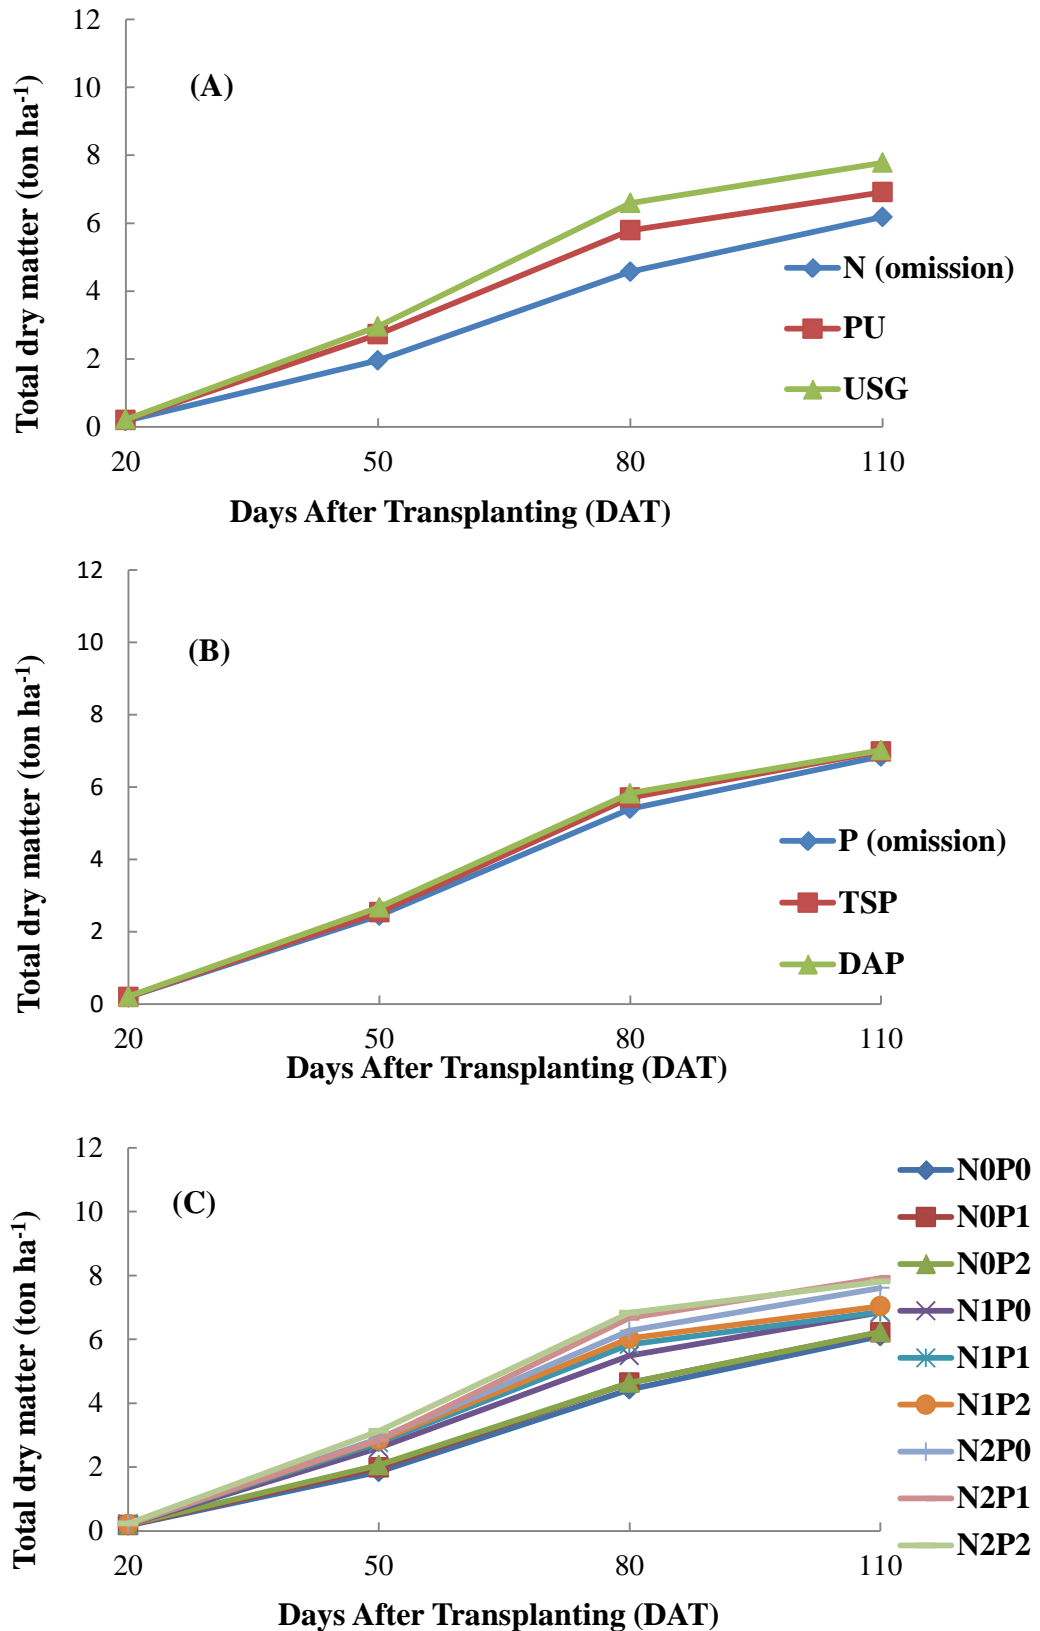 12
10
8
6
4
2
0
Total dry matter (ton ha-1)
(A)
N (omission)
PU
USG
20 50 80 110
Days After Transplanting (DAT)
12
10
8
6
4
2
0
Total dry matter (ton ha-1)
(B)
P (omission)
TSP
DAP
20 50 80 110
Days After Transplanting (DAT)
12
10
8
6
4
2
0
Total dry matter (ton ha-1)
(C)
N0P0
N0P1
N0P2
N1P0
N1P1
N1P2
N2P0
N2P1
N2P2
20 50 80 110
Days After Transplanting (DAT)